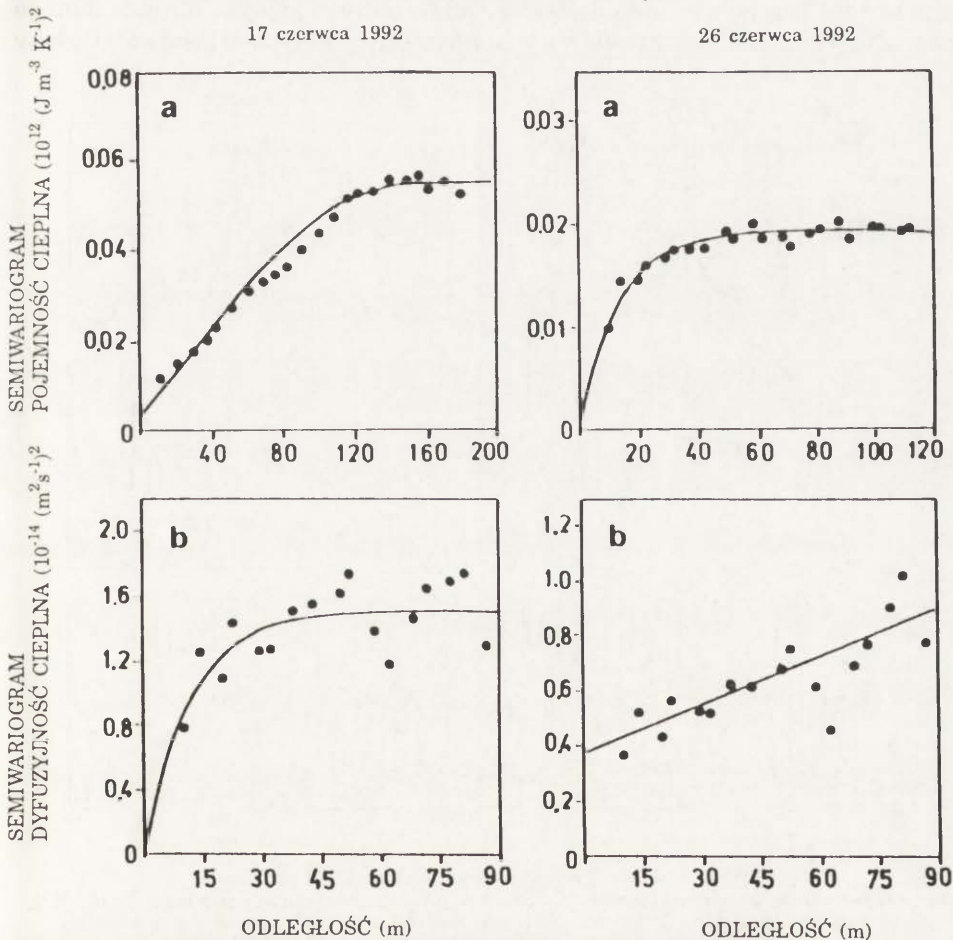 17 czerwca 1992
26 czerwca 1992
SEMIWARIOGRAM
POJEMNOŚĆ CIEPLNA (10¹² (J m⁻³ K⁻¹)²
a
0,08
0,06
0,04
0,02
0
40 80 120 160 200
a
0,03
0,02
0,01
0
20 40 60 80 100 120
SEMIWARIOGRAM
DYFUZYJNOŚĆ CIEPLNA (10⁻¹⁴ (m²s⁻¹)²
b
2.0
1.6
1.2
0.8
0.4
0
15 30 45 60 75 90
ODLEGŁOŚĆ (m)
b
1.2
1.0
0.8
0.6
0.4
0.2
0
15 30 45 60 75 90
ODLEGŁOŚĆ (m)